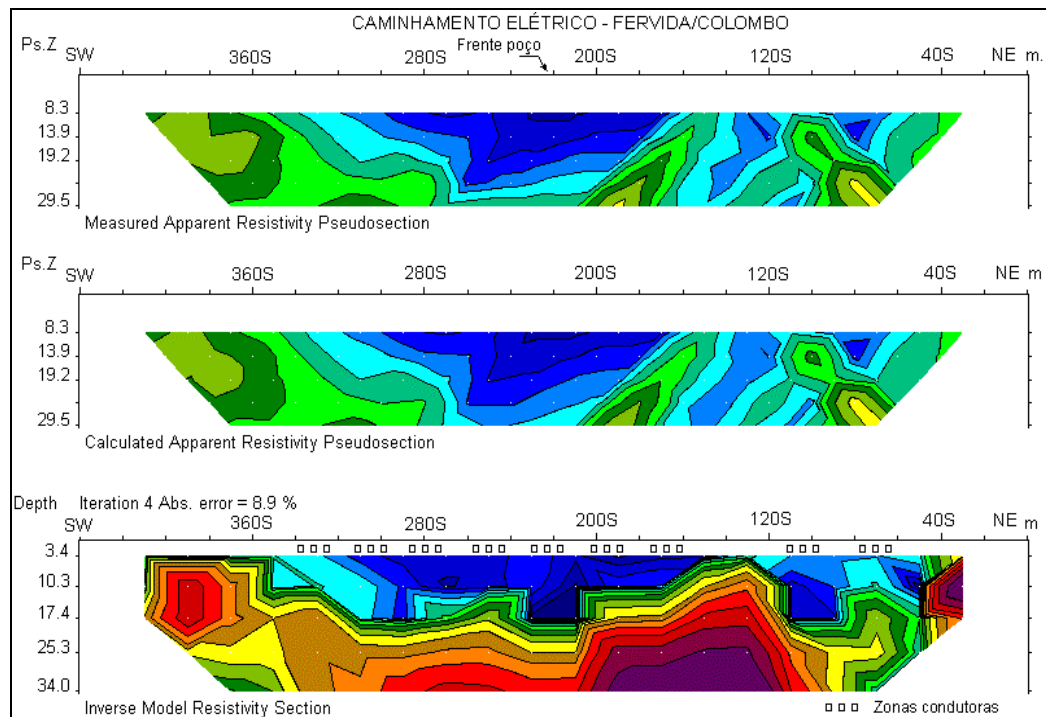 CAMINHAMENTO ELÉTRICO - FERVIDA/COLOMBO
Frente poço
Ps.Z SW 360S 280S 200S 120S 40S NE m.
8.3
13.9
19.2
29.5
Measured Apparent Resistivity Pseudosection
Ps.Z SW 360S 280S 200S 120S 40S NE m
8.3
13.9
19.2
29.5
Calculated Apparent Resistivity Pseudosection
Depth Iteration 4 Abs. error = 8.9 %
SW 360S 280S 200S 120S 40S NE m
3.4
10.3
17.4
25.3
34.0
Inverse Model Resistivity Section
Zonas condutoras